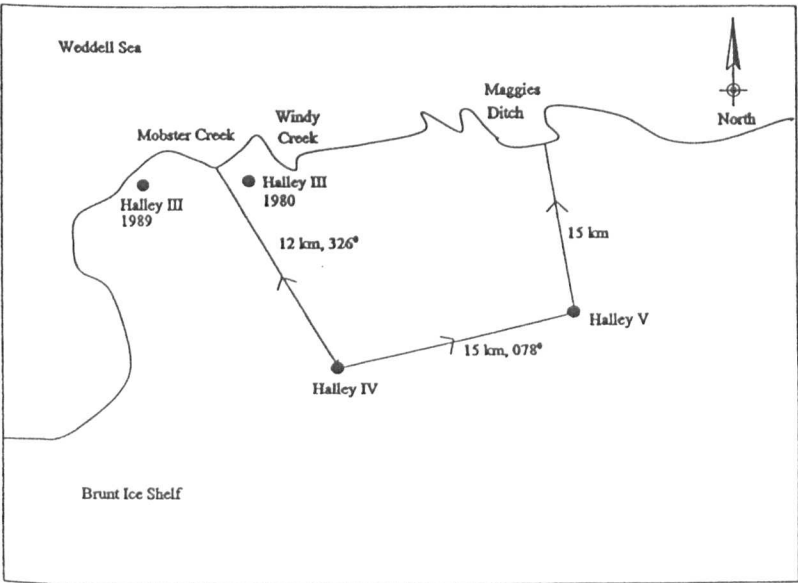 Weddell Sea
Maggies
Ditch
North
Windy
Creek
Mobster Creek
Halley III
1980
Halley III
1989
12 km, 326°
15 km
Halley V
15 km, 078°
Halley IV
Brunt Ice Shelf